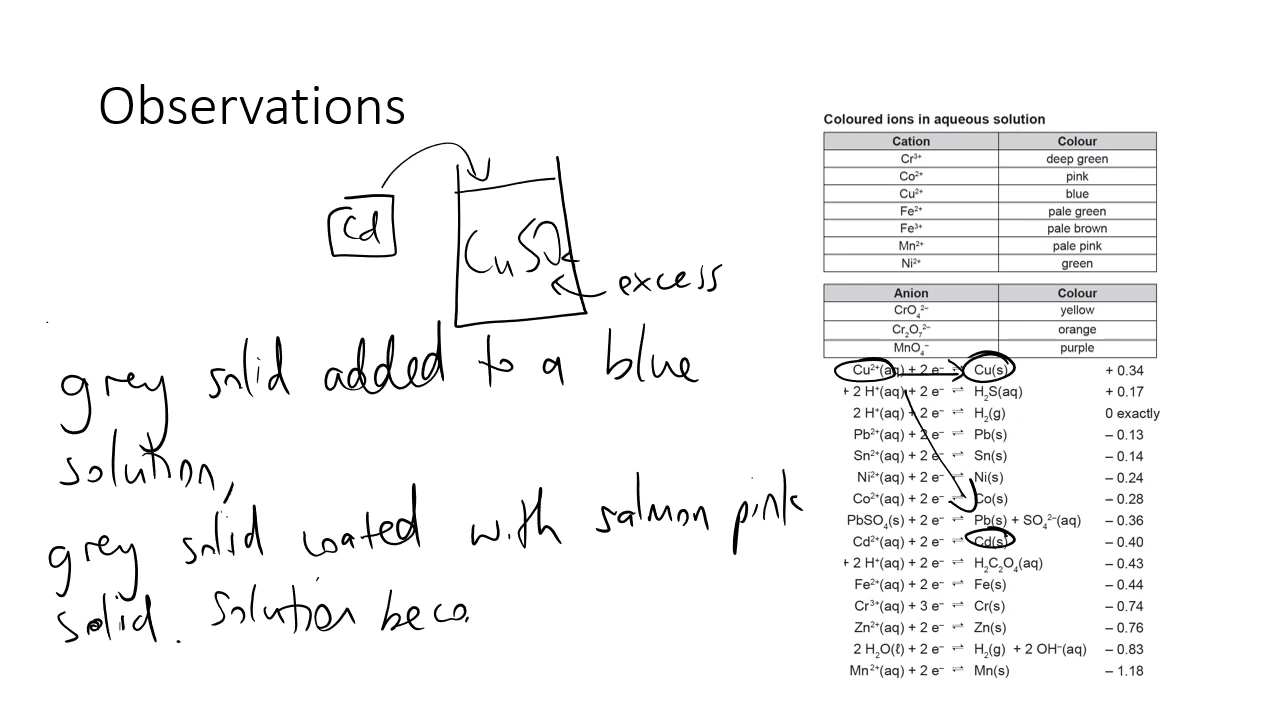 Observations
Cd
CuSO4
excess
grey solid added to a blue
solution,
grey solid coated with salmon pink
solid. Solution beco
Coloured ions in aqueous solution
Cation Colour
Cr³⁺ deep green
Co²⁺ pink
Cu²⁺ blue
Fe²⁺ pale green
Fe³⁺ pale brown
Mn²⁺ pale pink
Ni²⁺ green
Anion Colour
CrO₄²⁻ yellow
Cr₂O₇²⁻ orange
MnO₄⁻ purple
Cu²⁺(aq) + 2 e⁻ ⇌ Cu(s) + 0.34
+ 2 H⁺(aq) + 2 e⁻ ⇌ H₂S(aq) + 0.17
2 H⁺(aq) + 2 e⁻ ⇌ H₂(g) 0 exactly
Pb²⁺(aq) + 2 e⁻ ⇌ Pb(s) – 0.13
Sn²⁺(aq) + 2 e⁻ ⇌ Sn(s) – 0.14
Ni²⁺(aq) + 2 e⁻ ⇌ Ni(s) – 0.24
Co²⁺(aq) + 2 e⁻ ⇌ Co(s) – 0.28
PbSO₄(s) + 2 e⁻ ⇌ Pb(s) + SO₄²⁻(aq) – 0.36
Cd²⁺(aq) + 2 e⁻ ⇌ Cd(s) – 0.40
+ 2 H⁺(aq) + 2 e⁻ ⇌ H₂C₂O₄(aq) – 0.43
Fe²⁺(aq) + 2 e⁻ ⇌ Fe(s) – 0.44
Cr³⁺(aq) + 3 e⁻ ⇌ Cr(s) – 0.74
Zn²⁺(aq) + 2 e⁻ ⇌ Zn(s) – 0.76
2 H₂O(ℓ) + 2 e⁻ ⇌ H₂(g) + 2 OH⁻(aq) – 0.83
Mn²⁺(aq) + 2 e⁻ ⇌ Mn(s) – 1.18